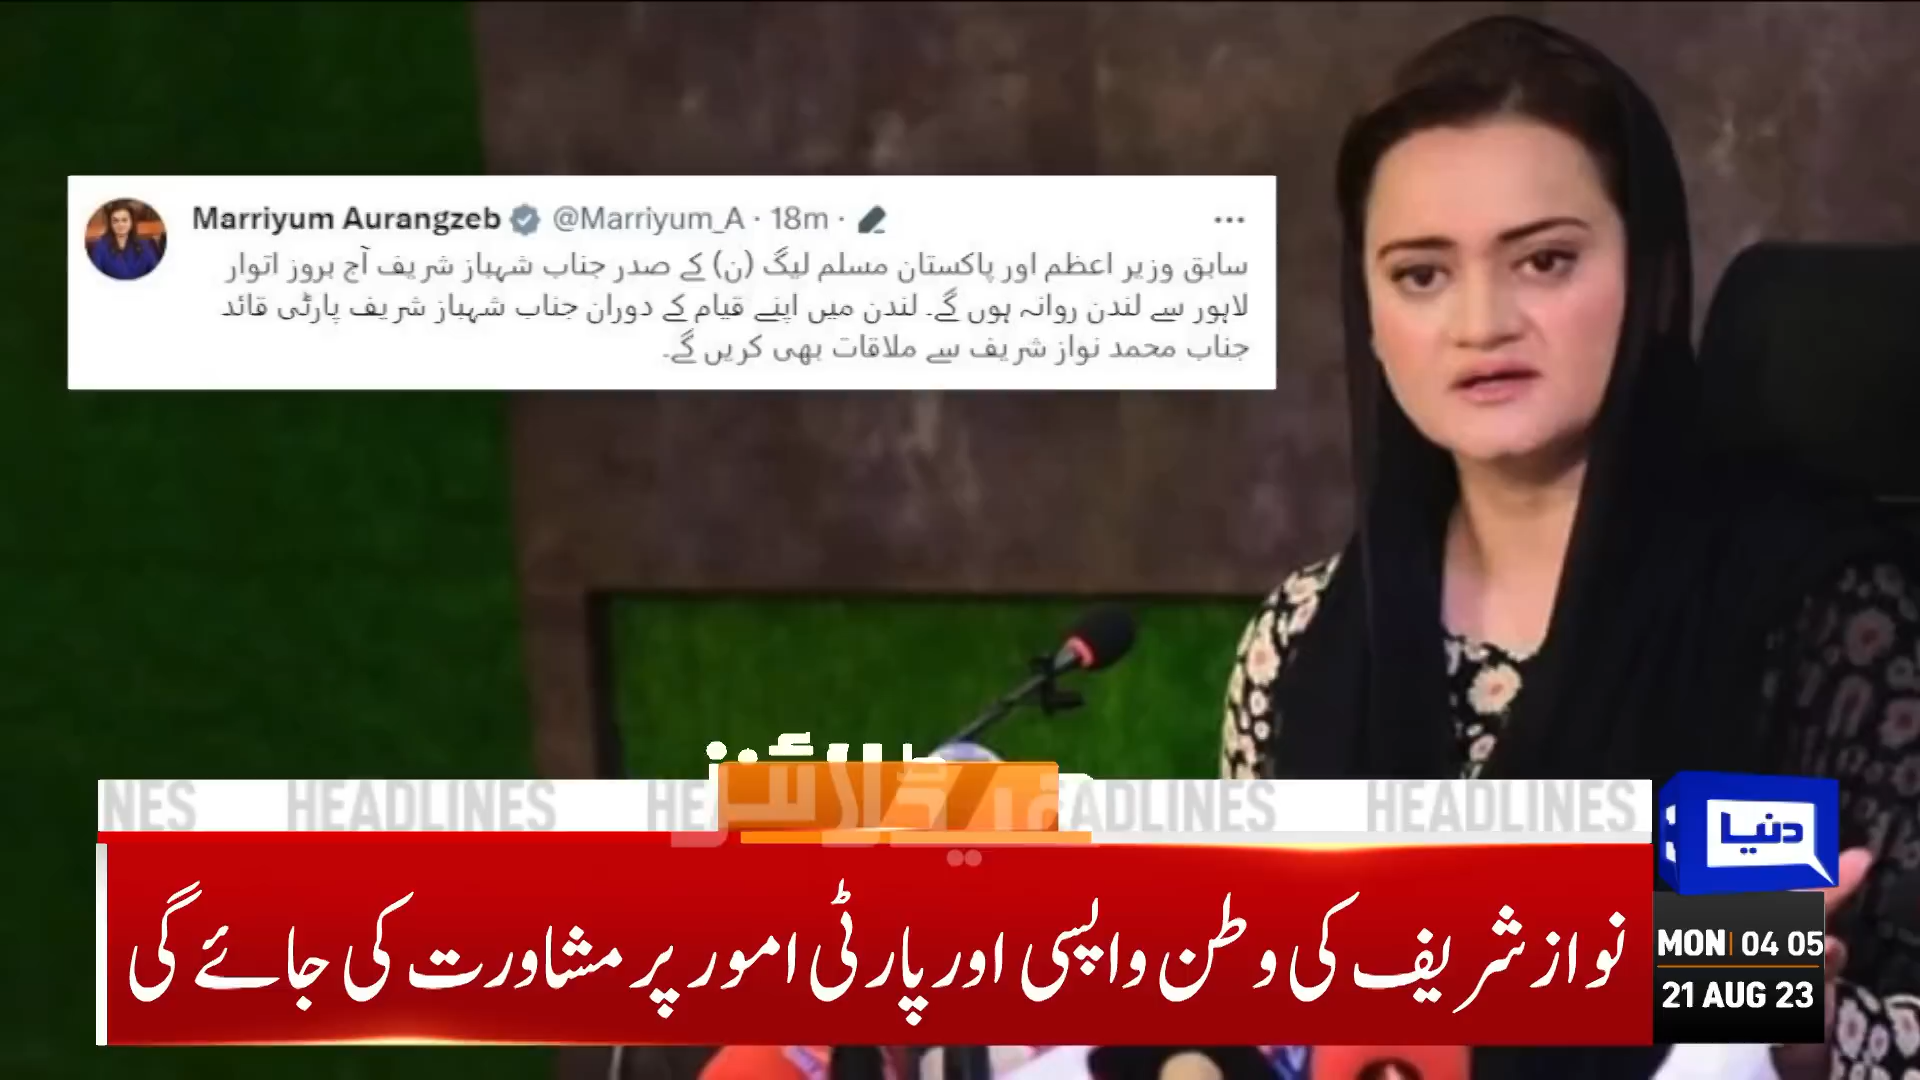 Marriyum Aurangzeb @Marriyum_A · 18m ·
سابق وزیر اعظم اور پاکستان مسلم لیگ (ن) کے صدر جناب شہباز شریف آج بروز اتوار
لاہور سے لندن روانہ ہوں گے۔ لندن میں اپنے قیام کے دوران جناب شہباز شریف پارٹی قائد
جناب محمد نواز شریف سے ملاقات بھی کریں گے۔
HEADLINES HEADLINES
دنیا
نواز شریف کی وطن واپسی اور پارٹی امور پر مشاورت کی جائے گی
MON 04 05
21 AUG 23